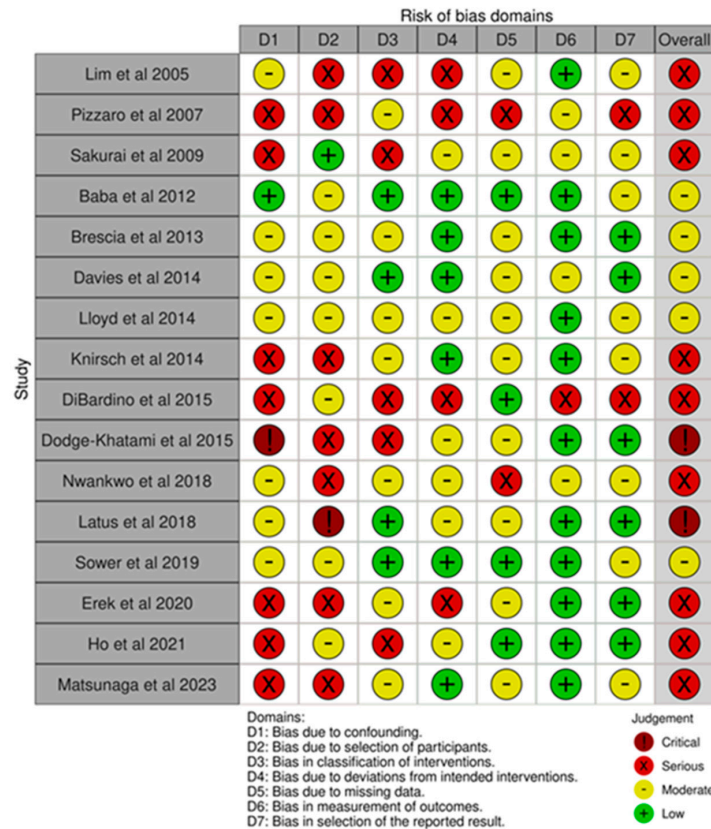 Risk of bias domains
D1 D2 D3 D4 D5 D6 D7 Overall
Study
Lim et al 2005 - X X X - + - X
Pizzaro et al 2007 X X - X X - X X
Sakurai et al 2009 X + X - - - - X
Baba et al 2012 + - + + + + - -
Brescia et al 2013 - - - + - + + -
Davies et al 2014 - - + + - - + -
Lloyd et al 2014 - - - - - + - -
Knirsch et al 2014 X X - + - + - X
DiBardino et al 2015 X - X X + X X X
Dodge-Khatami et al 2015 ! X X - - + + !
Nwankwo et al 2018 - X - - X - - X
Latus et al 2018 - ! + - - + + !
Sower et al 2019 - - + + + + - -
Erek et al 2020 X X - X - + + X
Ho et al 2021 X - X - + + + X
Matsunaga et al 2023 X X - + - + - X
Domains:
D1: Bias due to confounding.
D2: Bias due to selection of participants.
D3: Bias in classification of interventions.
D4: Bias due to deviations from intended interventions.
D5: Bias due to missing data.
D6: Bias in measurement of outcomes.
D7: Bias in selection of the reported result.
Judgement
! Critical
X Serious
- Moderate
+ Low